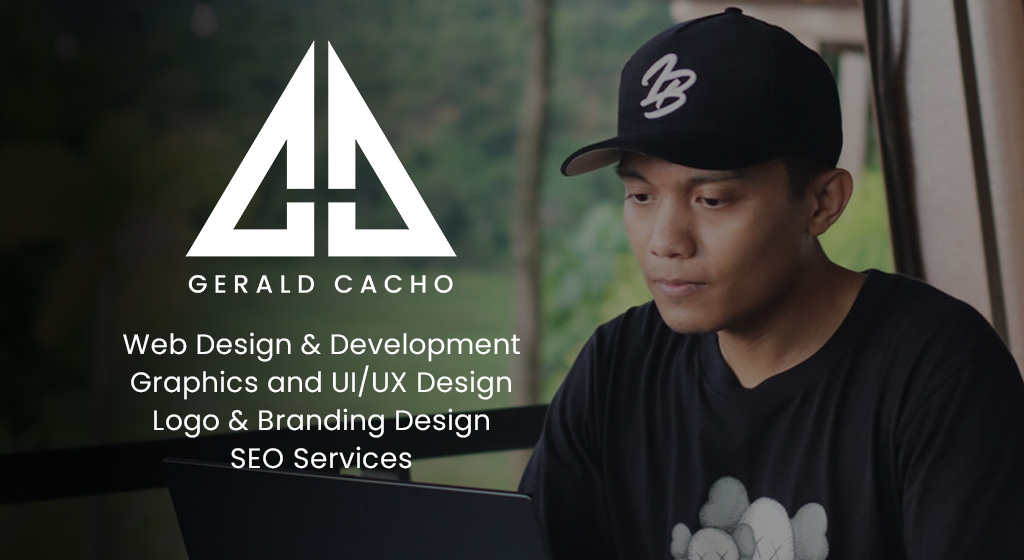 GERALD CACHO
Web Design & Development
Graphics and UI/UX Design
Logo & Branding Design
SEO Services